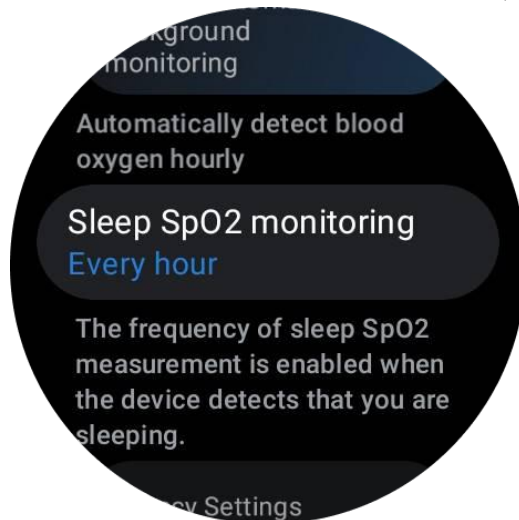 monitoring
Automatically detect blood
oxygen hourly
Sleep SpO2 monitoring
Every hour
The frequency of sleep SpO2
measurement is enabled when
the device detects that you are
sleeping.
Settings